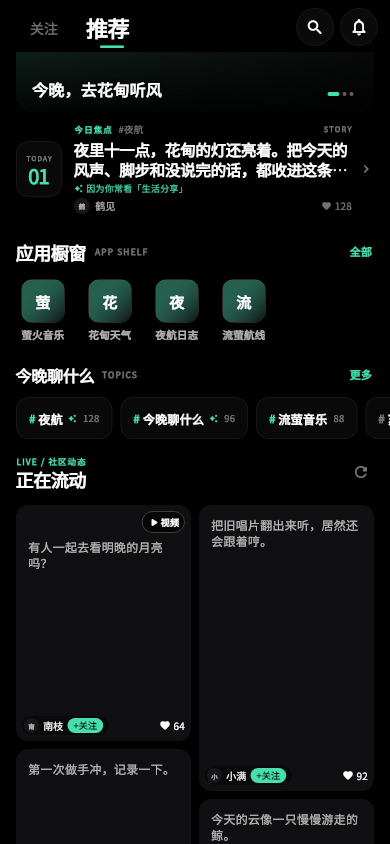 关注 推荐
今晚，去花甸听风
今日焦点 #夜航 STORY
TODAY
01
夜里十一点，花甸的灯还亮着。把今天的
风声、脚步和没说完的话，都收进这条…
因为你常看「生活分享」
鹤 鹤见 128
应用橱窗 APP SHELF 全部
萤 花 夜 流
萤火音乐 花甸天气 夜航日志 流萤航线
今晚聊什么 TOPICS 更多
#夜航 128 #今晚聊什么 96 #流萤音乐 88 #
LIVE / 社区动态
正在流动
视频
有人一起去看明晚的月亮
吗？
南 南枝 +关注 64
把旧唱片翻出来听，居然还
会跟着哼。
小 小满 +关注 92
第一次做手冲，记录一下。
今天的云像一只慢慢游走的
鲸。